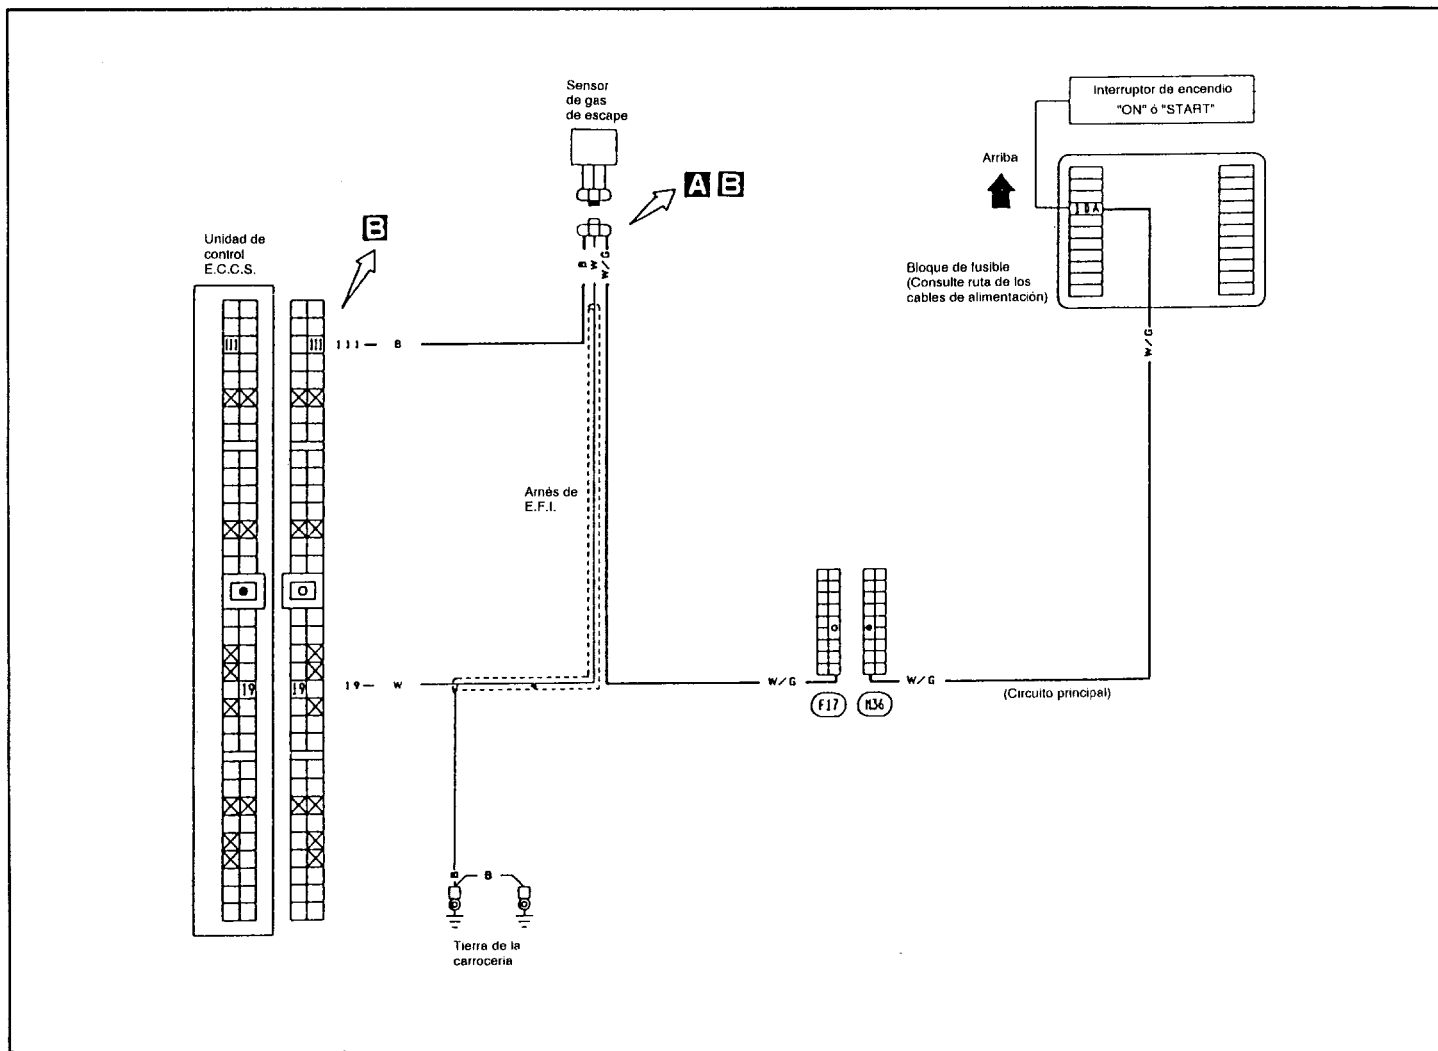 Sensor
de gas
de escape
Interruptor de encendio
"ON" ó "START"
Arriba
10A
A B
B
Unidad de
control
E.C.C.S.
Bloque de fusible
(Consulte ruta de los
cables de alimentación)
B
W
W/G
W/G
111
111
111 — B
Arnés de
E.F.I.
19
19
19 — W
W/G
W/G
(Circuito principal)
F17
M36
B
B
Tierra de la
carroceria